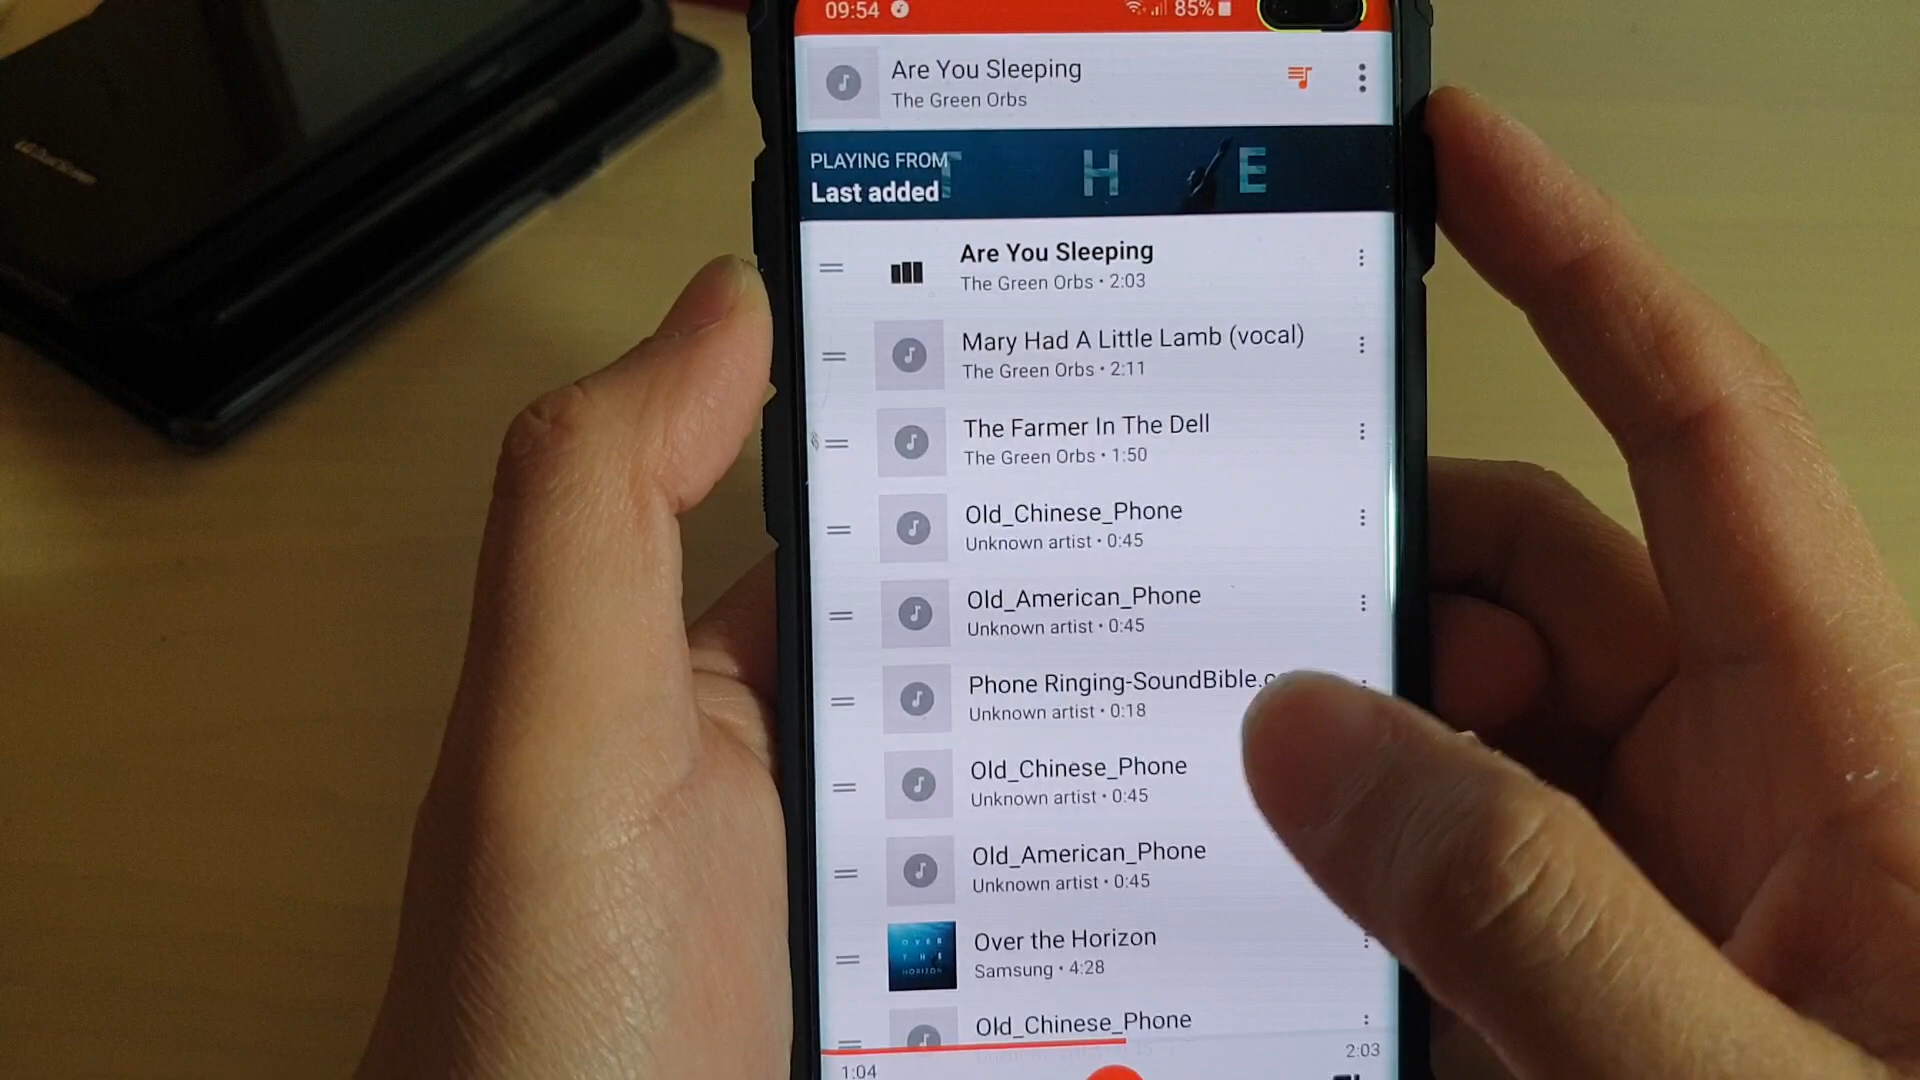 09:54
85%
Are You Sleeping
The Green Orbs
PLAYING FROM
Last added
H E
Are You Sleeping
The Green Orbs • 2:03
Mary Had A Little Lamb (vocal)
The Green Orbs • 2:11
The Farmer In The Dell
The Green Orbs • 1:50
Old_Chinese_Phone
Unknown artist • 0:45
Old_American_Phone
Unknown artist • 0:45
Phone Ringing-SoundBible.c
Unknown artist • 0:18
Old_Chinese_Phone
Unknown artist • 0:45
Old_American_Phone
Unknown artist • 0:45
OVER
THE
HORIZON
Over the Horizon
Samsung • 4:28
Old_Chinese_Phone
1:04
2:03